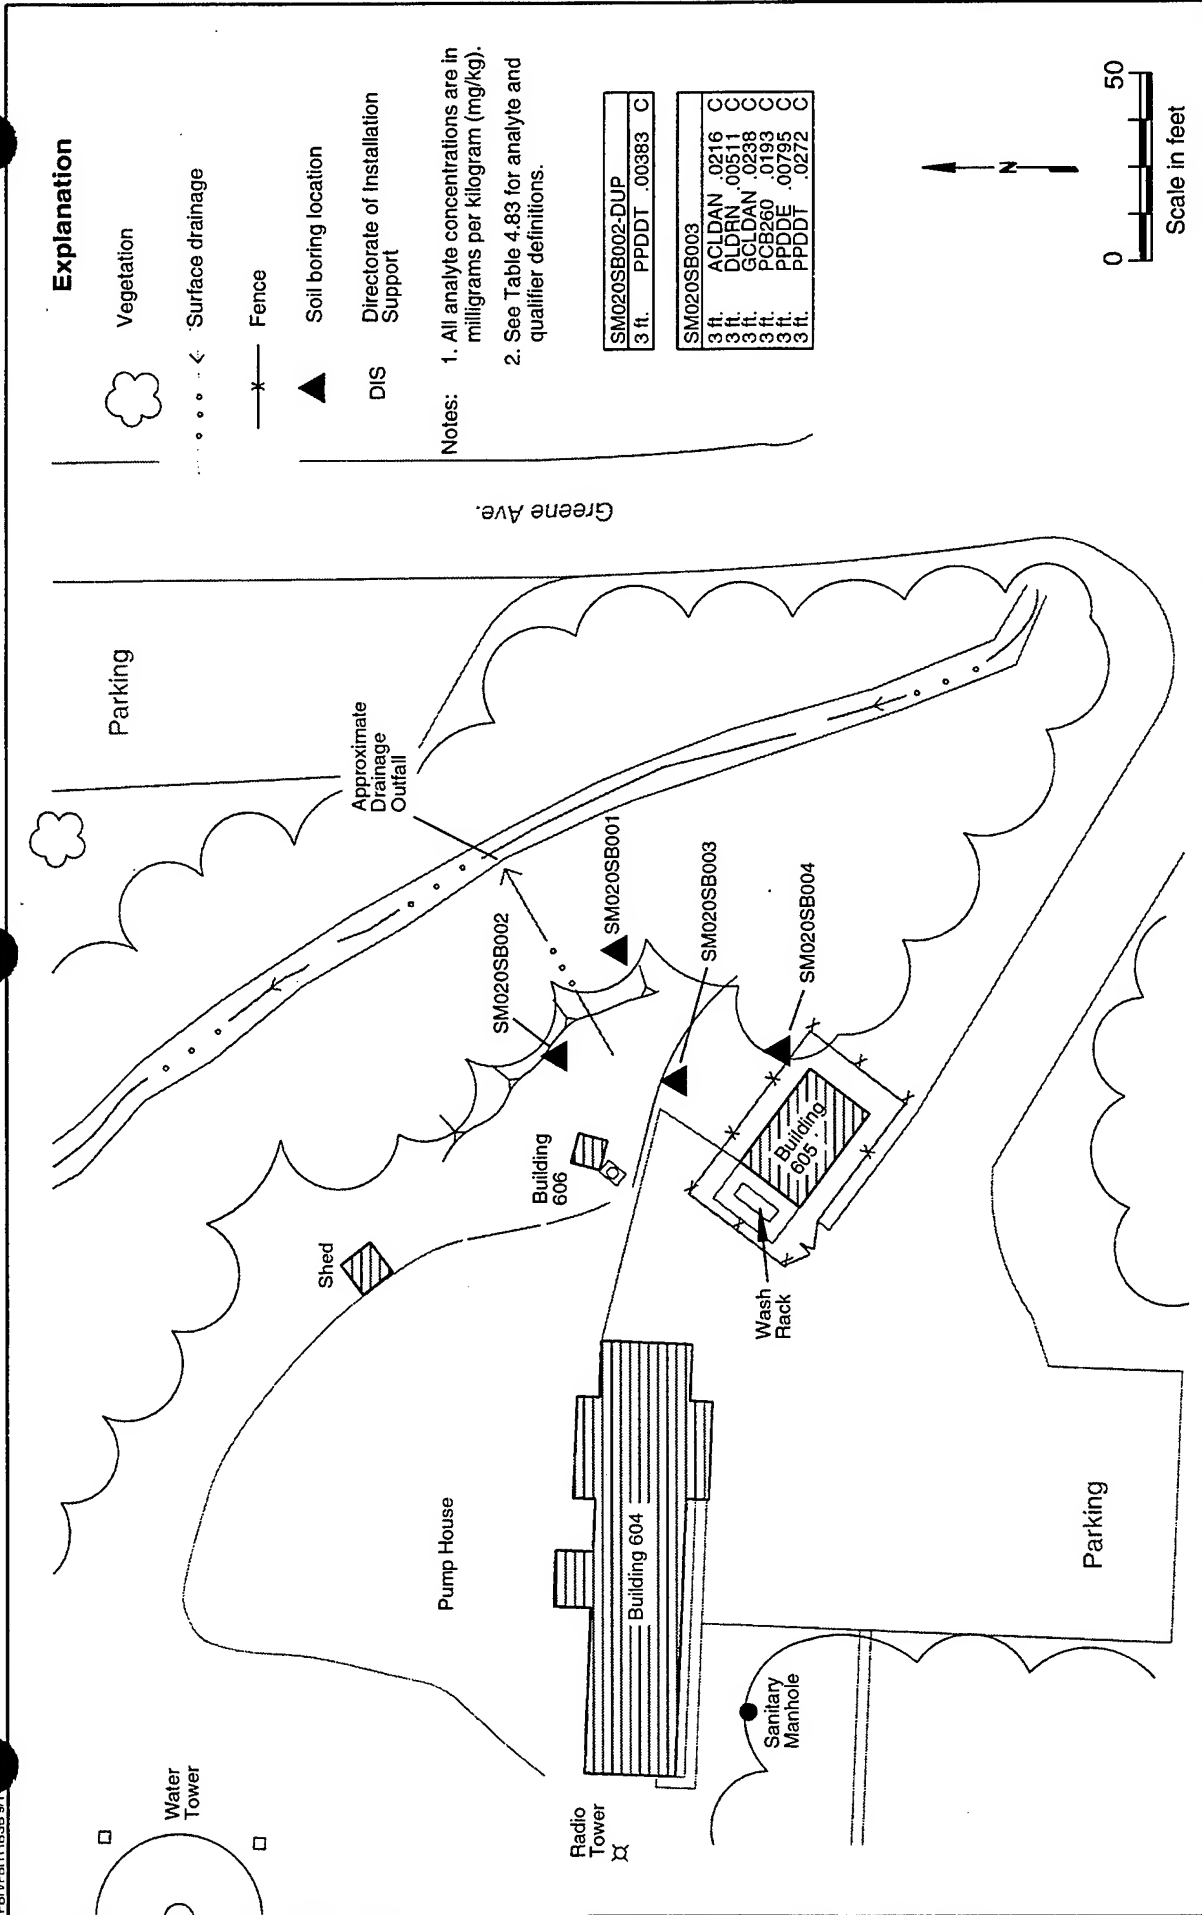 Explanation
Vegetation
Surface drainage
Fence
Soil boring location
DIS Directorate of Installation
Support
Notes: 1. All analyte concentrations are in
milligrams per kilogram (mg/kg).
2. See Table 4.83 for analyte and
qualifier definitions.
SM020SB002-DUP
3 ft. PPDDT .00383 C
SM020SB003
3 ft. ACLDAN .0216 C
3 ft. DLDRN .00511 C
3 ft. GCLDAN .0238 C
3 ft. PCB260 .0193 C
3 ft. PPDDE .00795 C
3 ft. PPDDT .0272 C
N
0 50
Scale in feet
Greene Ave.
Parking
Approximate
Drainage
Outfall
SM020SB002
SM020SB001
SM020SB003
SM020SB004
Building
606
Shed
Building
605
Wash
Rack
Pump House
Building 604
Parking
Water
Tower
Radio
Tower
Sanitary
Manhole